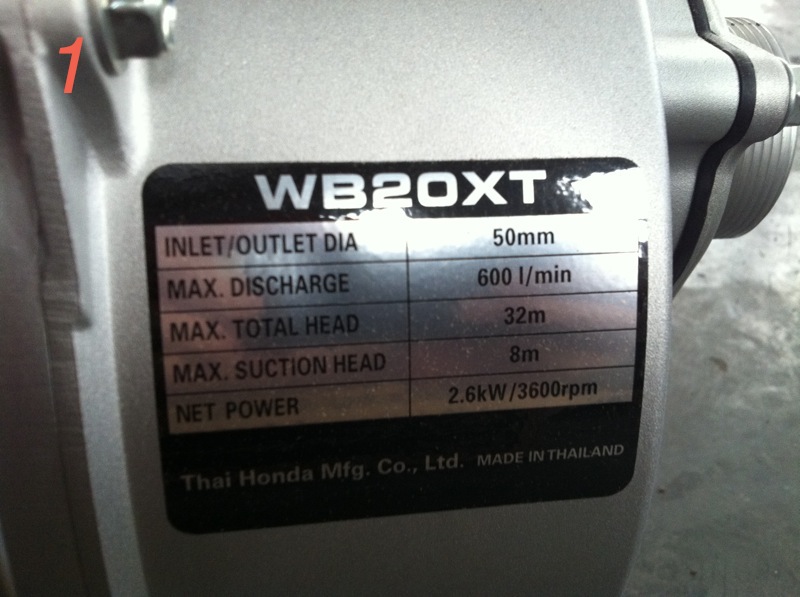 1
WB20XT
INLET/OUTLET DIA 50mm
MAX. DISCHARGE 600 l/min
MAX. TOTAL HEAD 32m
MAX. SUCTION HEAD 8m
NET POWER 2.6kW/3600rpm
Thai Honda Mfg. Co., Ltd. MADE IN THAILAND